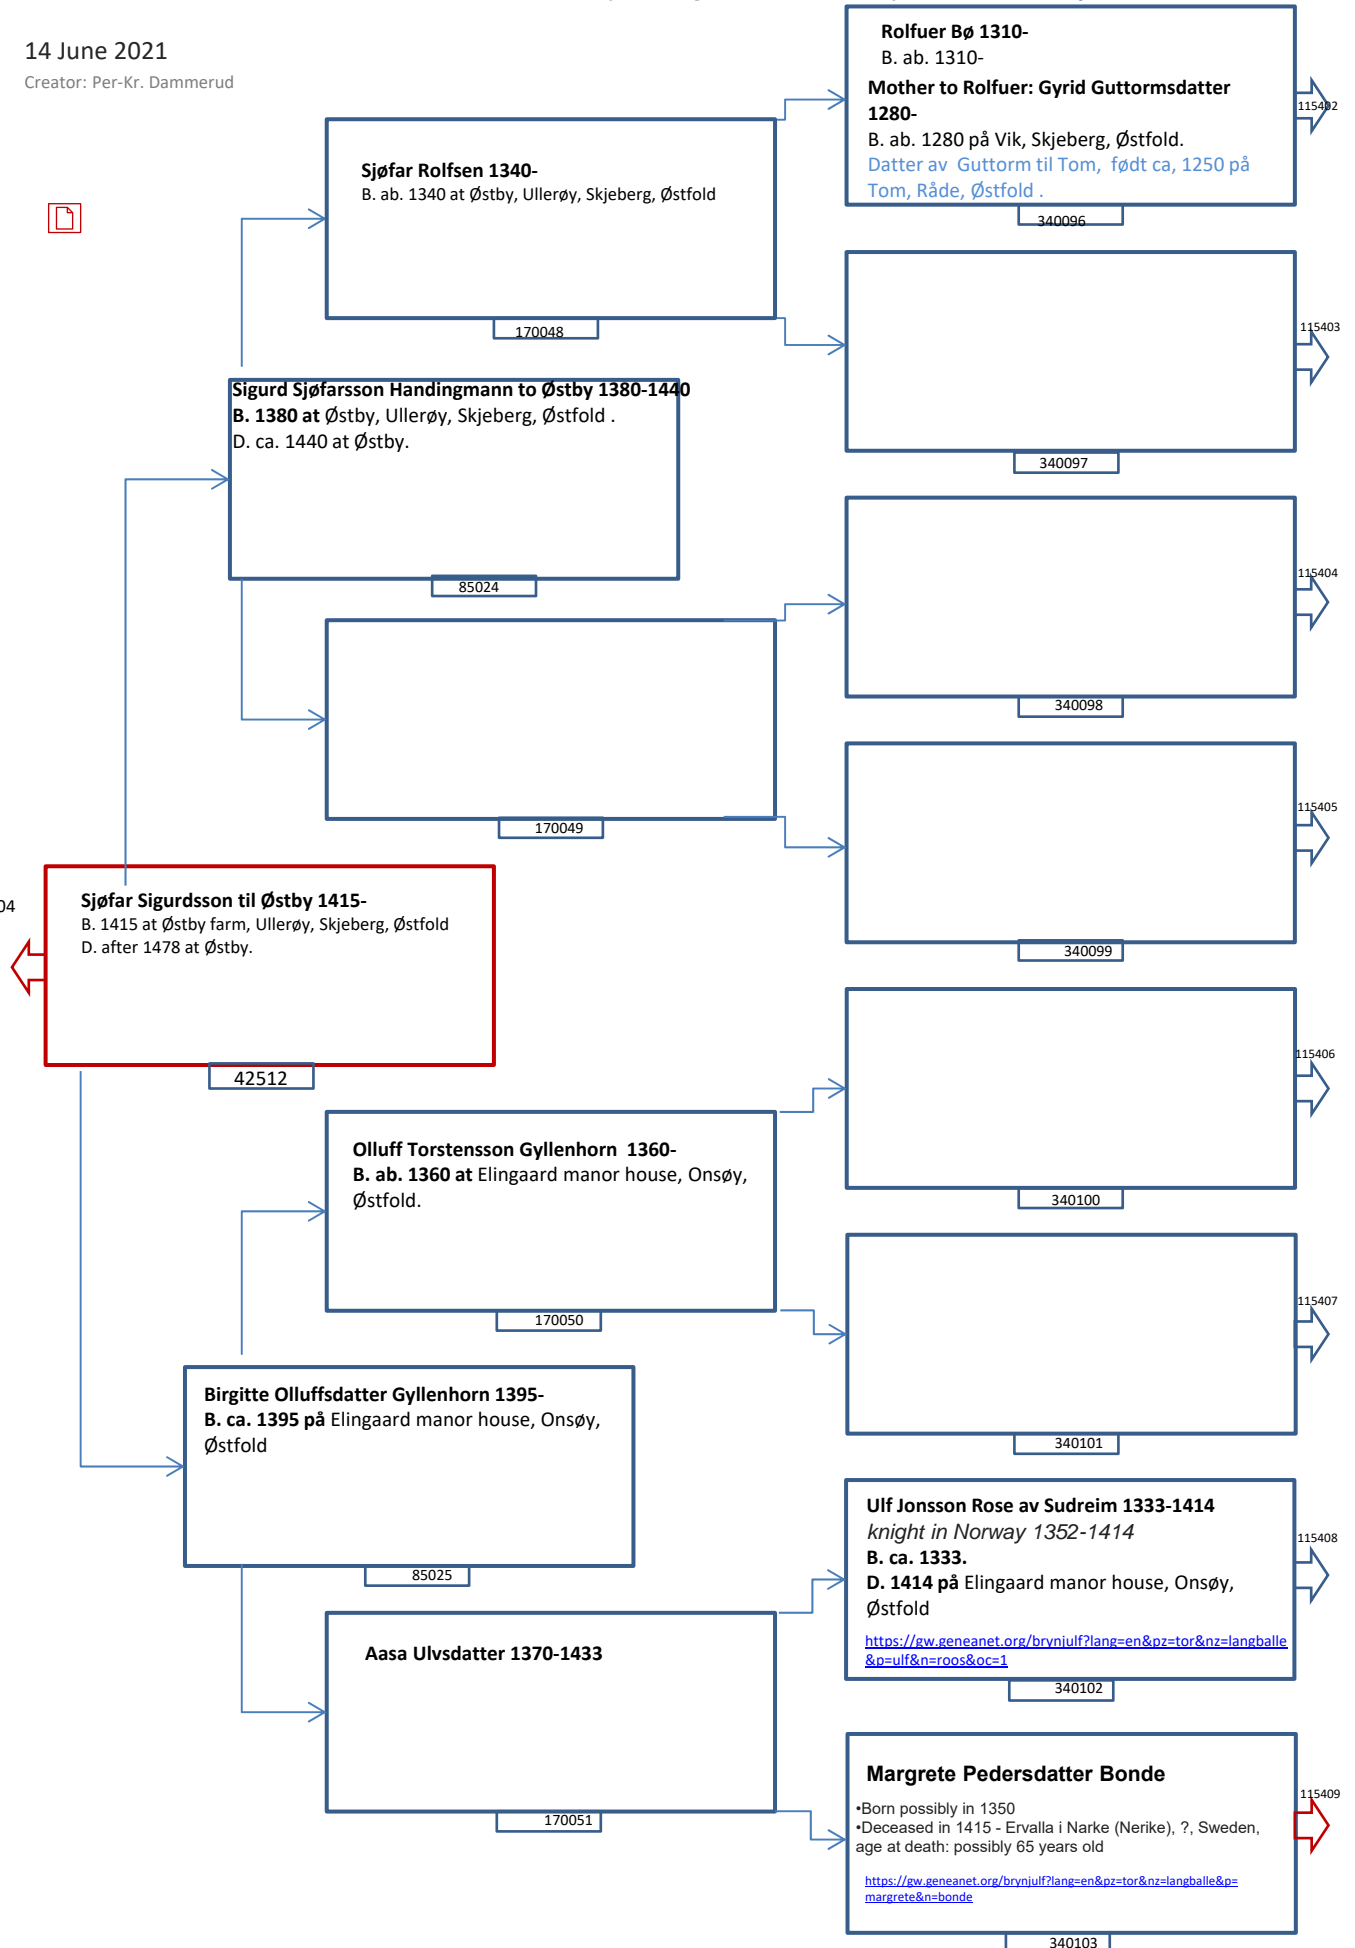 14 June 2021
Creator: Per-Kr. Dammerud
Rolfuer Bø 1310-
B. ab. 1310-
Mother to Rolfuer: Gyrid Guttormsdatter
1280-
B. ab. 1280 på Vik, Skjeberg, Østfold.
Datter av  Guttorm til Tom,  født ca, 1250 på
Tom, Råde, Østfold .
115402
340096
Sjøfar Rolfsen 1340-
B. ab. 1340 at Østby, Ullerøy, Skjeberg, Østfold
170048
115403
340097
Sigurd Sjøfarsson Handingmann to Østby 1380-1440
B. 1380 at Østby, Ullerøy, Skjeberg, Østfold .
D. ca. 1440 at Østby.
85024
115404
340098
170049
115405
340099
04
Sjøfar Sigurdsson til Østby 1415-
B. 1415 at Østby farm, Ullerøy, Skjeberg, Østfold
D. after 1478 at Østby.
42512
115406
340100
Olluff Torstensson Gyllenhorn  1360-
B. ab. 1360 at Elingaard manor house, Onsøy,
Østfold.
170050
115407
340101
Birgitte Olluffsdatter Gyllenhorn 1395-
B. ca. 1395 på Elingaard manor house, Onsøy,
Østfold
85025
Ulf Jonsson Rose av Sudreim 1333-1414
knight in Norway 1352-1414
B. ca. 1333.
D. 1414 på Elingaard manor house, Onsøy,
Østfold
https://gw.geneanet.org/brynjulf?lang=en&pz=tor&nz=langballe
&p=ulf&n=roos&oc=1
115408
340102
Aasa Ulvsdatter 1370-1433
170051
Margrete Pedersdatter Bonde
•Born possibly in 1350
•Deceased in 1415 - Ervalla i Narke (Nerike), ?, Sweden,
age at death: possibly 65 years old
https://gw.geneanet.org/brynjulf?lang=en&pz=tor&nz=langballe&p=
margrete&n=bonde
115409
340103